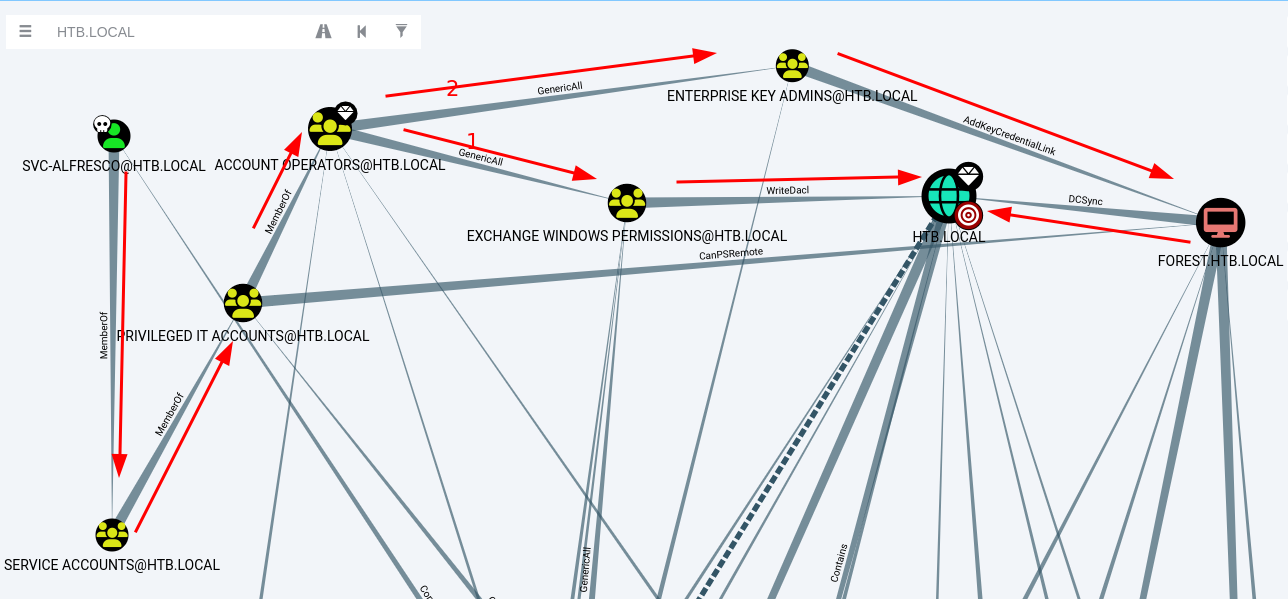 HTB.LOCAL
2
GenericAll
ENTERPRISE KEY ADMINS@HTB.LOCAL
AddKeyCredentialLink
1
GenericAll
SVC-ALFRESCO@HTB.LOCAL
ACCOUNT OPERATORS@HTB.LOCAL
MemberOf
WriteDacl
DCSync
EXCHANGE WINDOWS PERMISSIONS@HTB.LOCAL
HTB.LOCAL
CanPSRemote
FOREST.HTB.LOCAL
MemberOf
PRIVILEGED IT ACCOUNTS@HTB.LOCAL
MemberOf
SERVICE ACCOUNTS@HTB.LOCAL
GenericAll
Contains